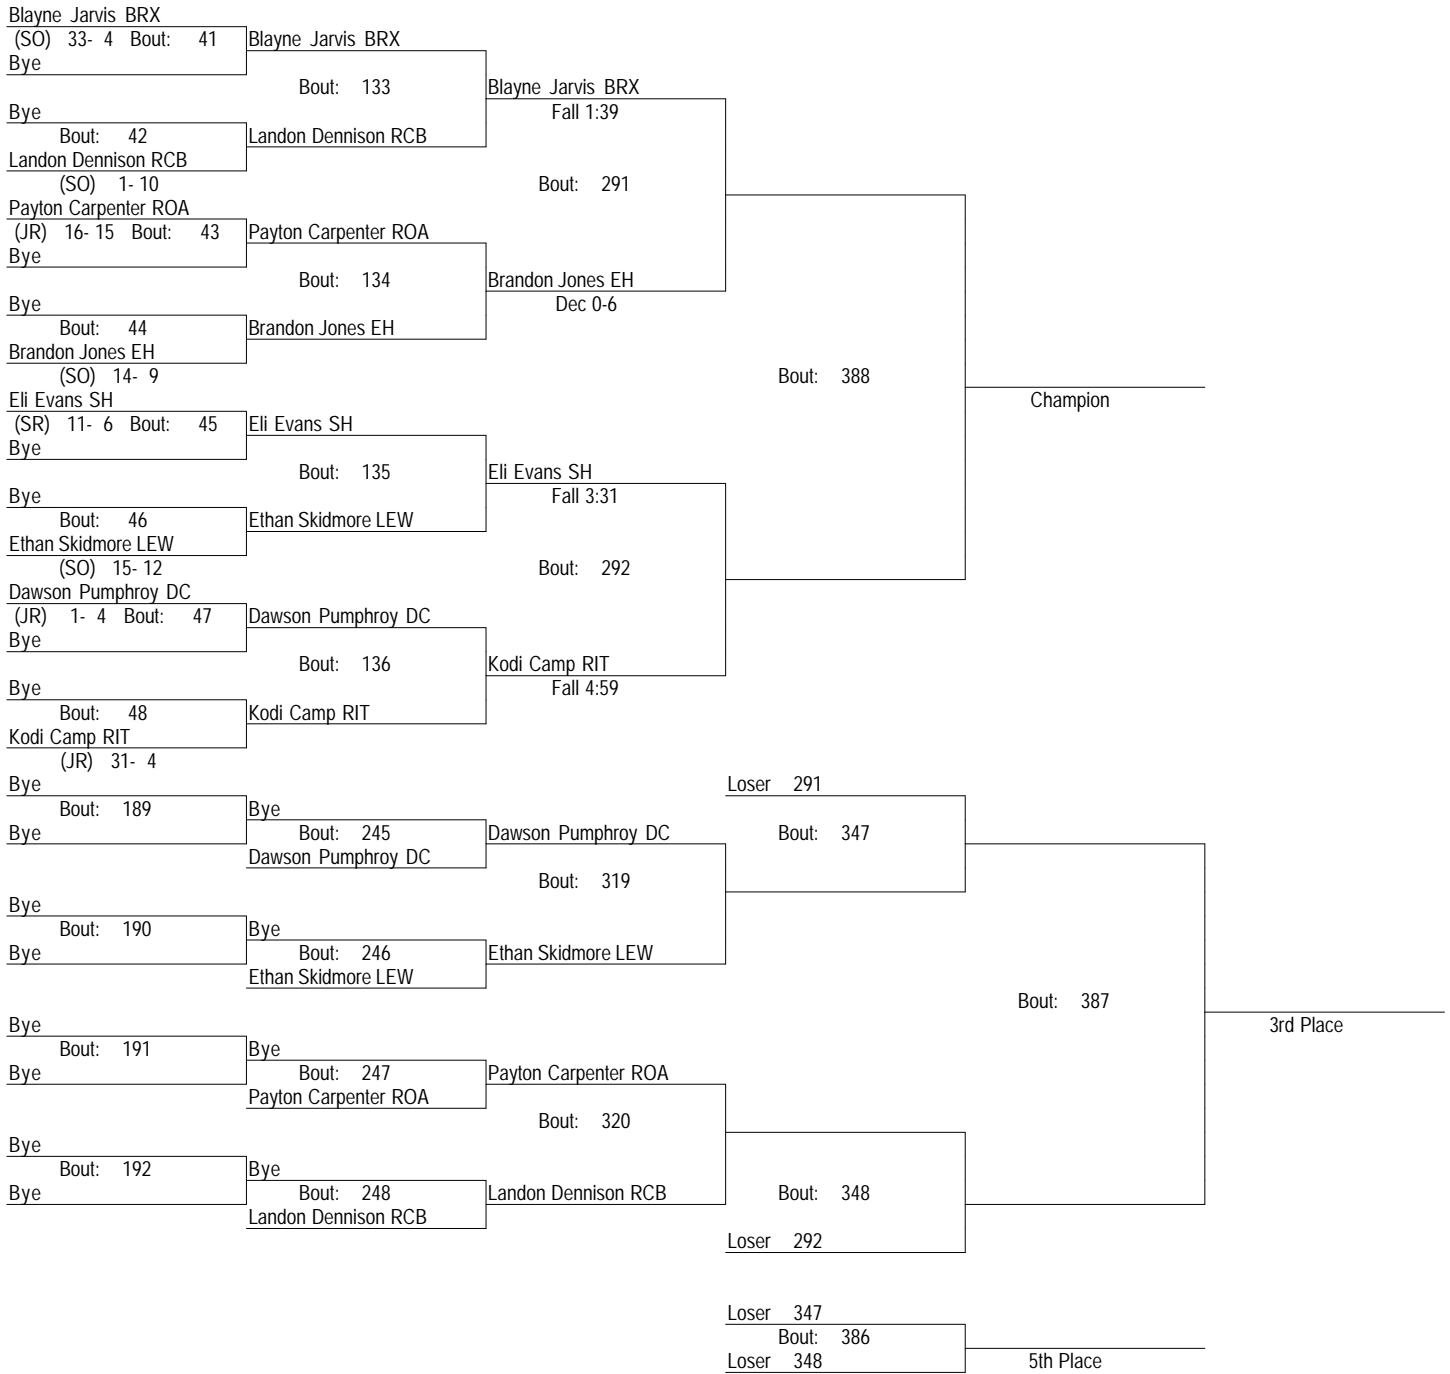 Blayne Jarvis BRX
(SO) 33- 4 Bout: 41 Blayne Jarvis BRX
Bye
Bout: 133 Blayne Jarvis BRX
Bye Fall 1:39
Bout: 42 Landon Dennison RCB
Landon Dennison RCB
(SO) 1- 10 Bout: 291
Payton Carpenter ROA
(JR) 16- 15 Bout: 43 Payton Carpenter ROA
Bye
Bout: 134 Brandon Jones EH
Bye Dec 0-6
Bout: 44 Brandon Jones EH
Brandon Jones EH
(SO) 14- 9 Bout: 388
Eli Evans SH Champion
(SR) 11- 6 Bout: 45 Eli Evans SH
Bye
Bout: 135 Eli Evans SH
Bye Fall 3:31
Bout: 46 Ethan Skidmore LEW
Ethan Skidmore LEW
(SO) 15- 12 Bout: 292
Dawson Pumphroy DC
(JR) 1- 4 Bout: 47 Dawson Pumphroy DC
Bye
Bout: 136 Kodi Camp RIT
Bye Fall 4:59
Bout: 48 Kodi Camp RIT
Kodi Camp RIT
(JR) 31- 4
Bye Loser 291
Bout: 189 Bye
Bye Bout: 245 Dawson Pumphroy DC Bout: 347
Dawson Pumphroy DC
Bout: 319
Bye
Bout: 190 Bye
Bye Bout: 246 Ethan Skidmore LEW
Ethan Skidmore LEW
Bout: 387
Bye 3rd Place
Bout: 191 Bye
Bye Bout: 247 Payton Carpenter ROA
Payton Carpenter ROA
Bout: 320
Bye
Bout: 192 Bye
Bye Bout: 248 Landon Dennison RCB Bout: 348
Landon Dennison RCB
Loser 292
Loser 347
Bout: 386
Loser 348 5th Place